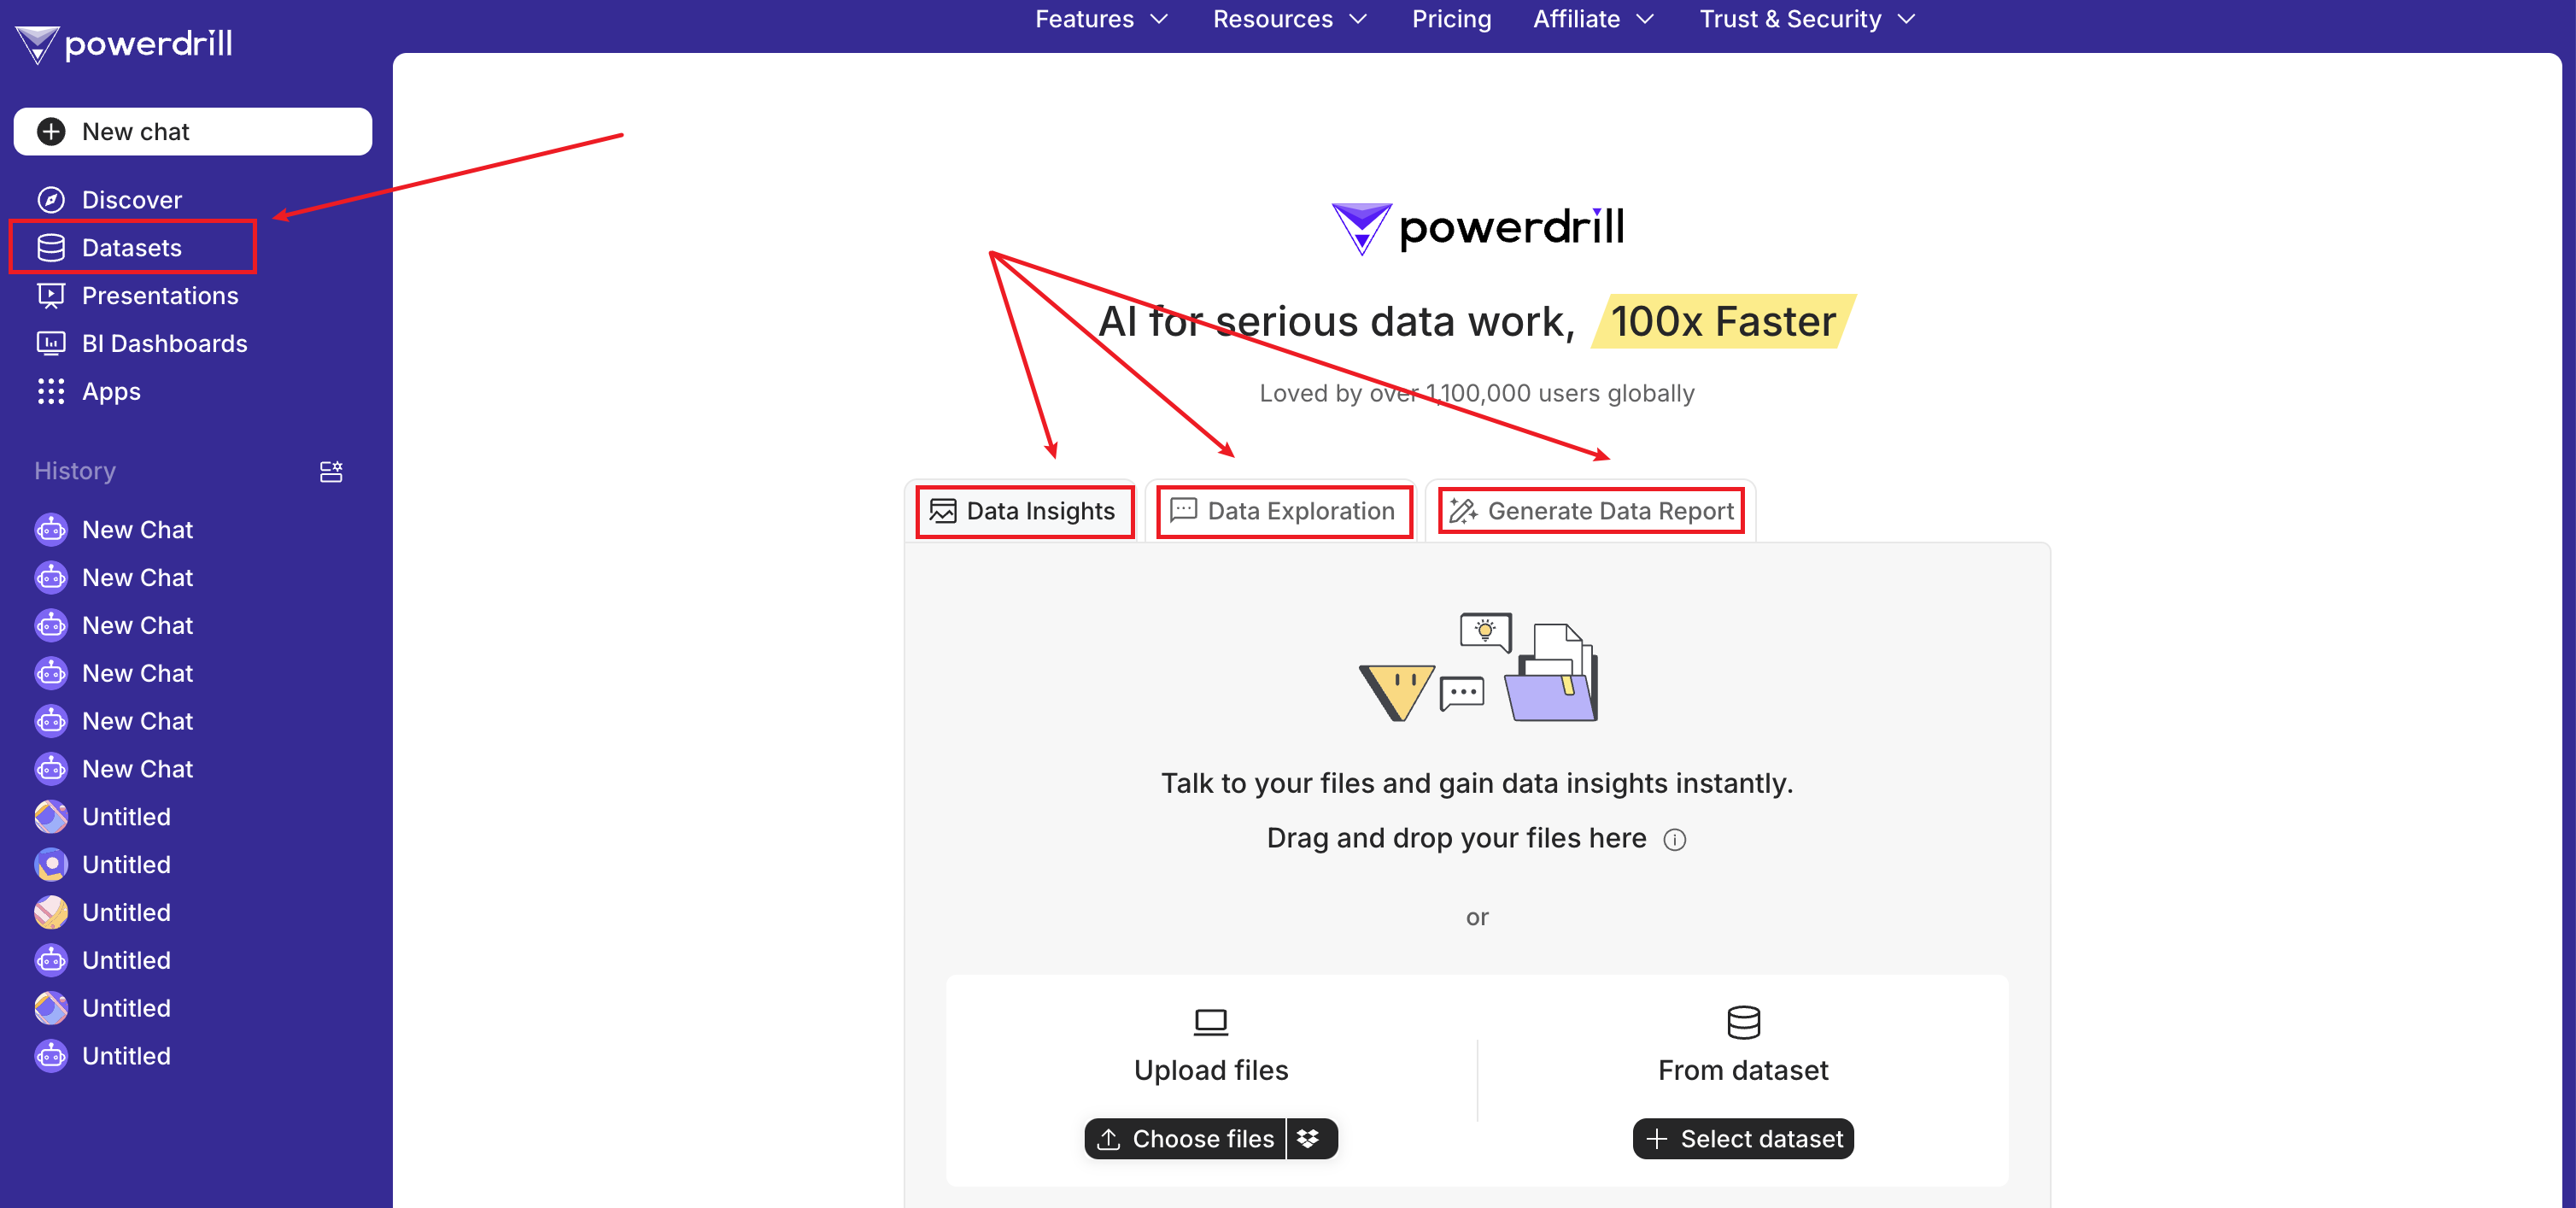 powerdrill
Features
Resources
Pricing
Affiliate
Trust & Security
New chat
Discover
Datasets
Presentations
BI Dashboards
Apps
History
New Chat
New Chat
New Chat
New Chat
New Chat
New Chat
Untitled
Untitled
Untitled
Untitled
Untitled
Untitled
powerdrill
AI for serious data work, 100x Faster
Loved by over 1,100,000 users globally
Data Insights
Data Exploration
Generate Data Report
Talk to your files and gain data insights instantly.
Drag and drop your files here
or
Upload files
Choose files
From dataset
Select dataset